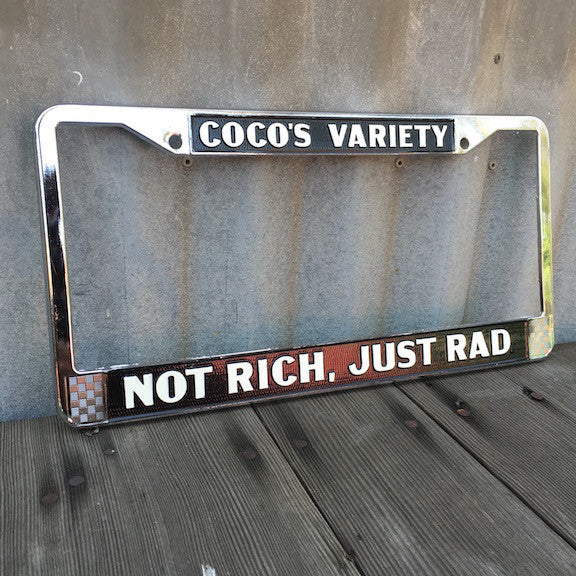 COCO'S VARIETY
NOT RICH, JUST RAD